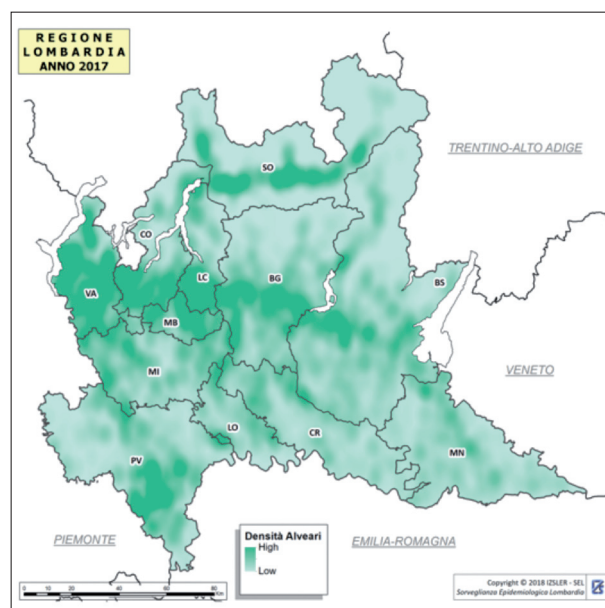 REGIONE
LOMBARDIA
ANNO 2017
TRENTINO-ALTO ADIGE
SO
CO
LC
BG
BS
VA
MB
MI
VENETO
LO
CR
MN
PV
PIEMONTE
EMILIA-ROMAGNA
Densità Alveari
High
Low
0 10 20 40 60 80
Km
Copyright © 2018 IZSLER - SEL
Sorveglianza Epidemiologica Lombardia